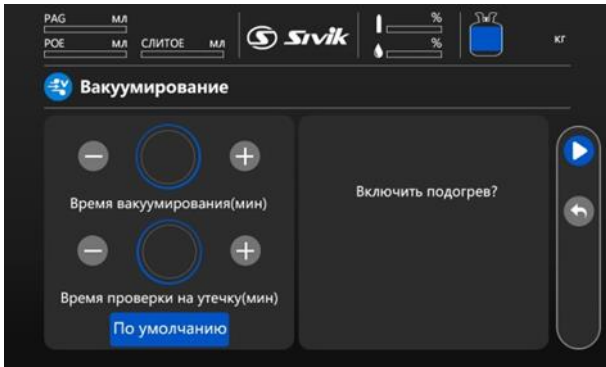 PAG мл
POE мл СЛИТОЕ мл
Sivik
%
%
кг
Вакуумирование
Время вакуумирования(мин)
Включить подогрев?
Время проверки на утечку(мин)
По умолчанию